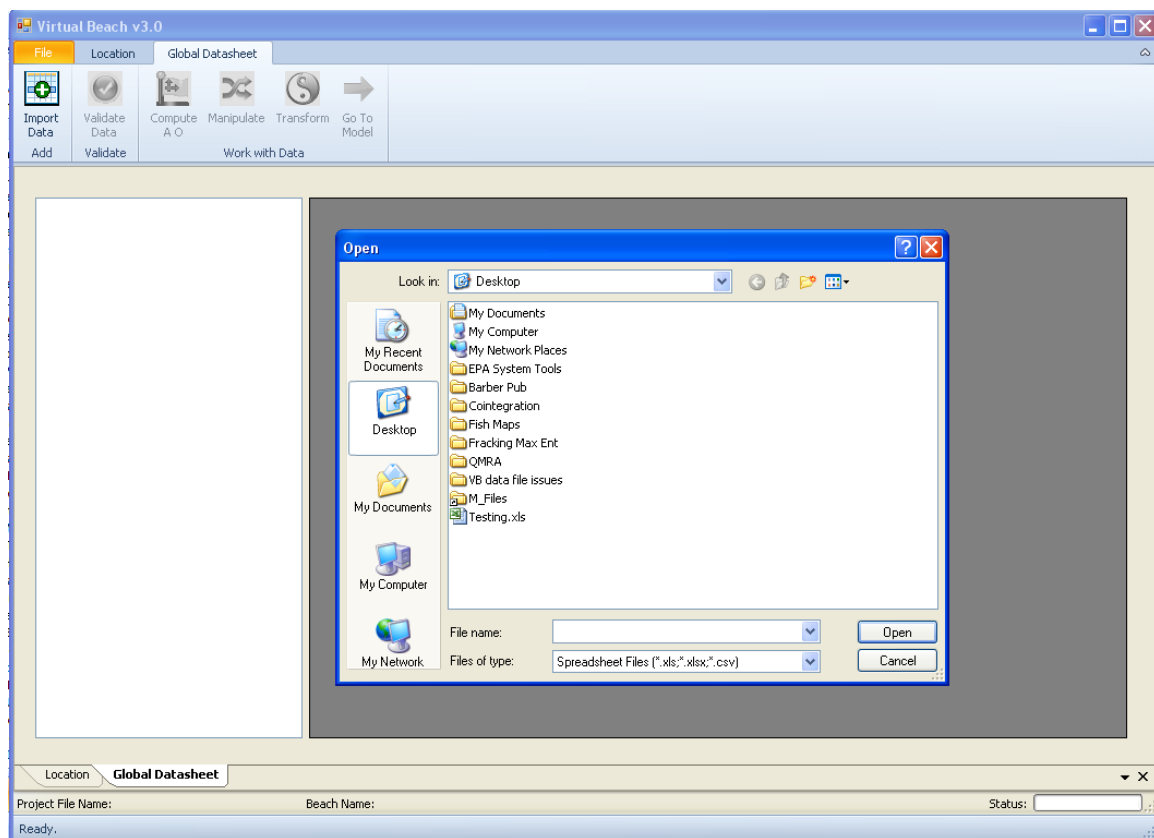 Virtual Beach v3.0
File Location Global Datasheet
Import Data
Validate Data
Compute A O
Manipulate
Transform
Go To Model
Add Validate Work with Data
Open
Look in: Desktop
My Recent Documents
Desktop
My Documents
My Computer
My Network
My Documents
My Computer
My Network Places
EPA System Tools
Barber Pub
Cointegration
Fish Maps
Fracking Max Ent
QMRA
VB data file issues
M_Files
Testing.xls
File name: Open
Files of type: Spreadsheet Files (*.xls;*.xlsx;*.csv) Cancel
Location Global Datasheet
Project File Name: Beach Name: Status:
Ready.